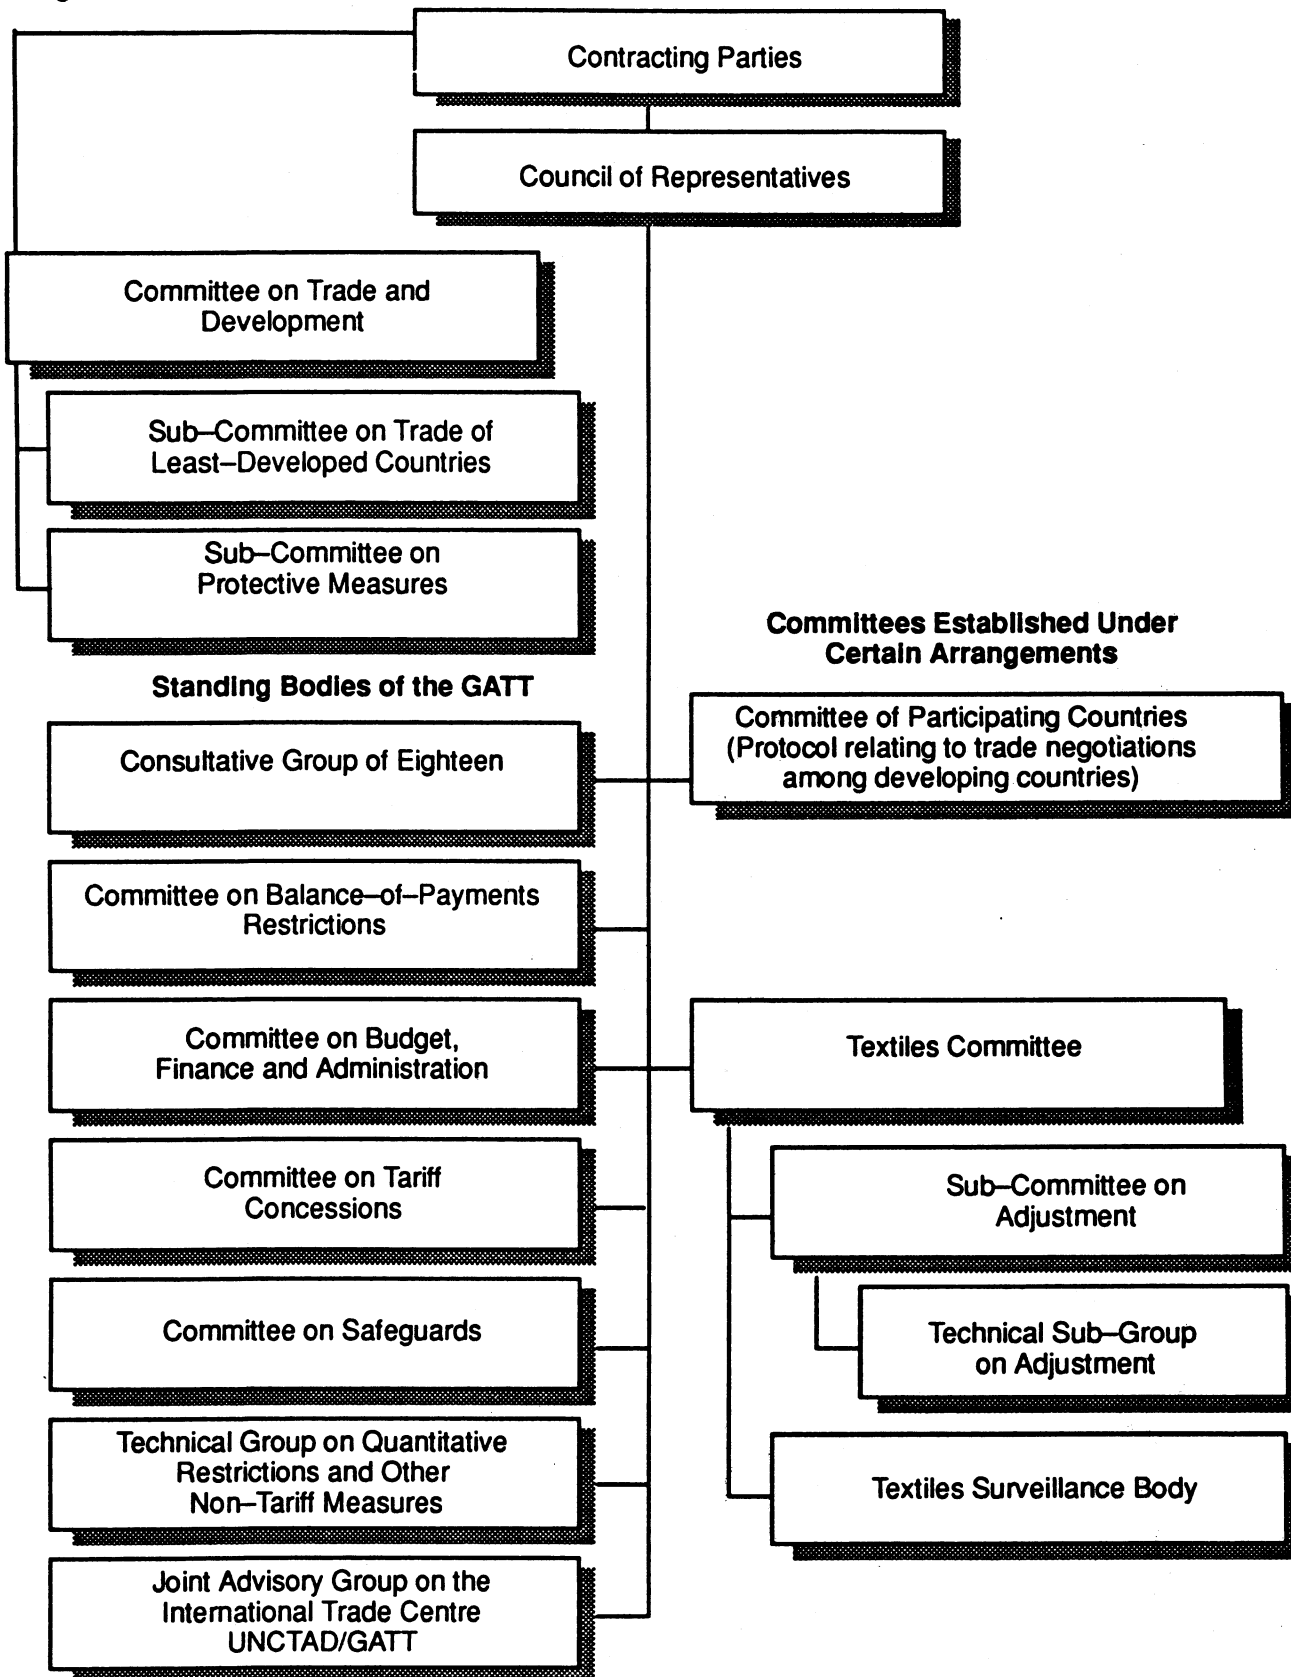 Contracting Parties
Council of Representatives
Committee on Trade and
Development
Sub–Committee on Trade of
Least–Developed Countries
Sub–Committee on
Protective Measures
Committees Established Under
Certain Arrangements
Standing Bodies of the GATT
Committee of Participating Countries
(Protocol relating to trade negotiations
among developing countries)
Consultative Group of Eighteen
Committee on Balance–of–Payments
Restrictions
Committee on Budget,
Finance and Administration
Textiles Committee
Committee on Tariff
Concessions
Sub–Committee on
Adjustment
Committee on Safeguards
Technical Sub–Group
on Adjustment
Technical Group on Quantitative
Restrictions and Other
Non–Tariff Measures
Textiles Surveillance Body
Joint Advisory Group on the
International Trade Centre
UNCTAD/GATT